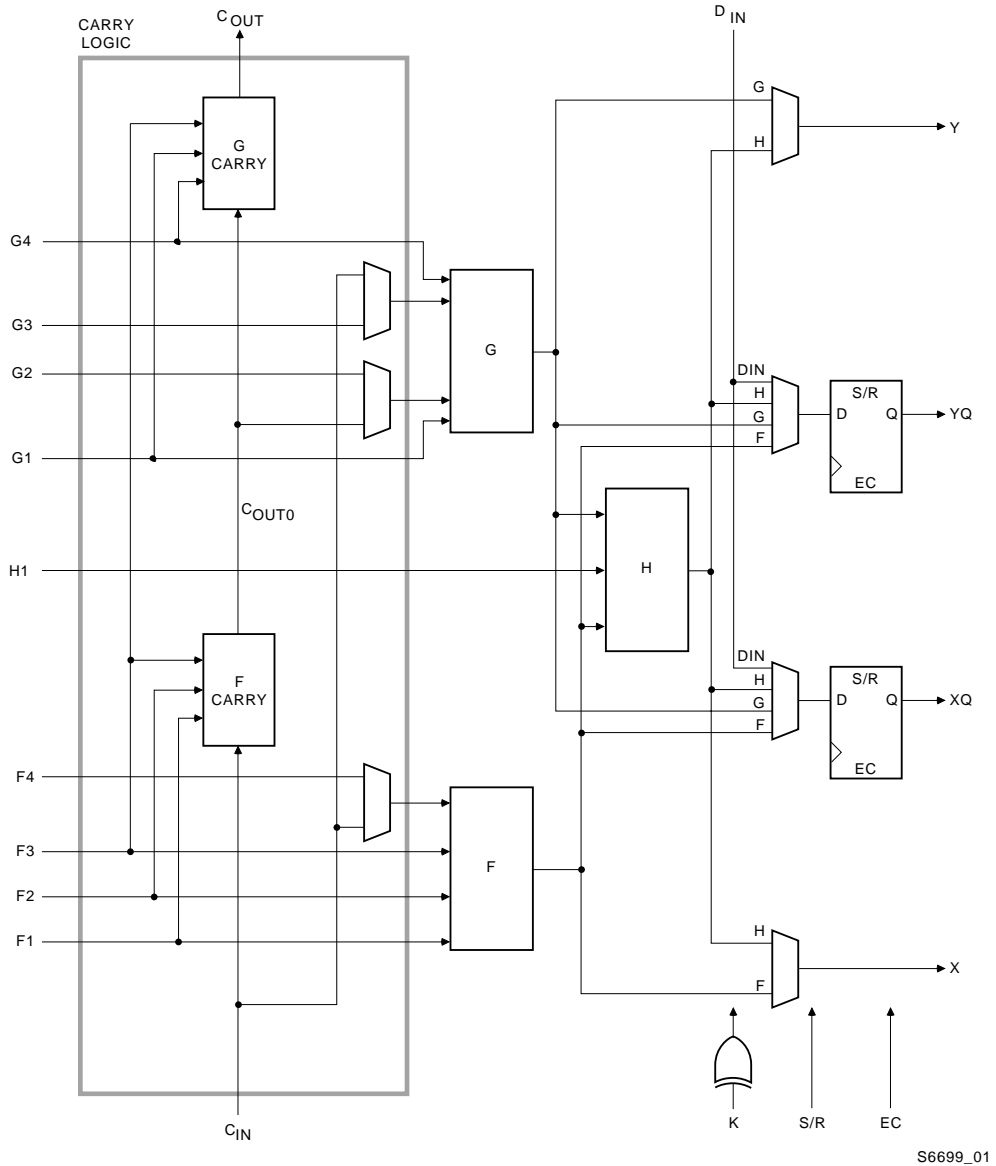 C OUT
D IN
CARRY
LOGIC
G
G
CARRY
Y
H
G4
G3
G
G2
DIN
S/R
H
D
Q
YQ
G
F
G1
EC
C OUT0
H1
H
DIN
S/R
F
CARRY
H
D
Q
XQ
G
F
EC
F4
F3
F
F2
F1
H
X
F
K
S/R
EC
C IN
S6699_01